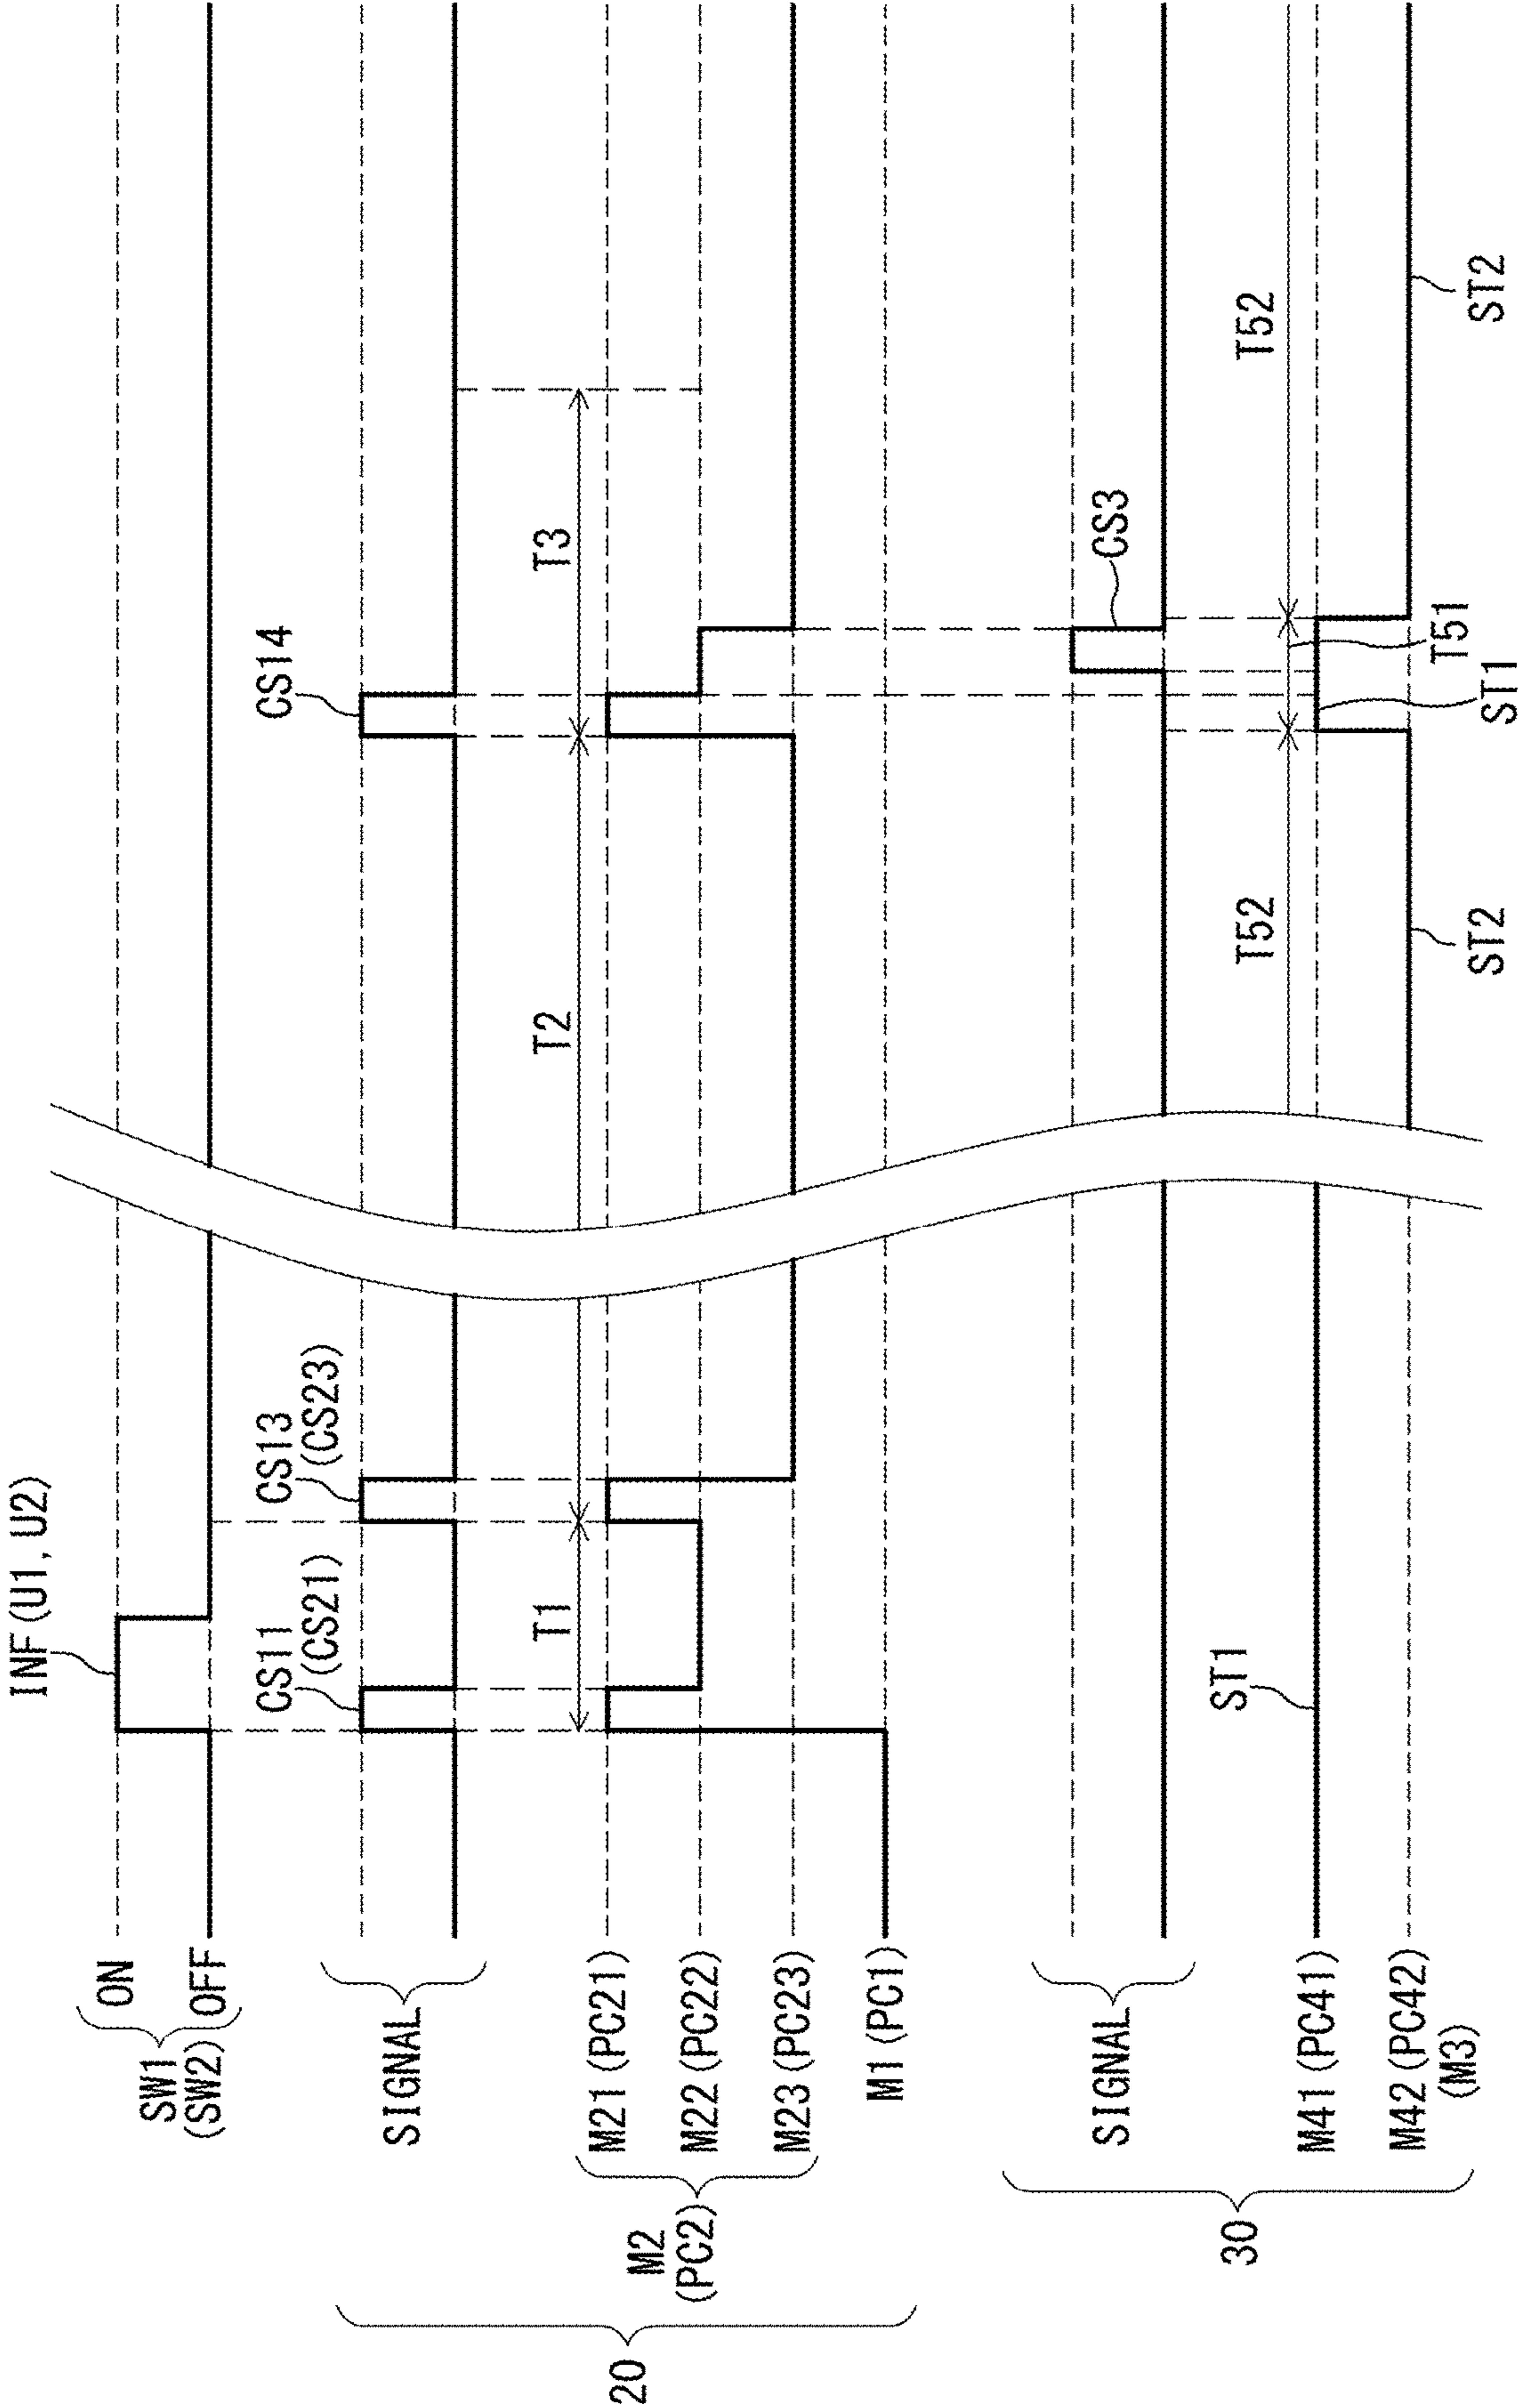 INF(U1, U2)
ON
OFF
SW1
(SW2)
CS11
(CS21)
CS13
(CS23)
CS14
SIGNAL
T1
T2
T3
M21(PC21)
M22(PC22)
M23(PC23)
M2
(PC2)
M1(PC1)
20
CS3
SIGNAL
T52
T52
T51
ST1
ST1
M41(PC41)
M42(PC42)
(M3)
ST2
ST2
30